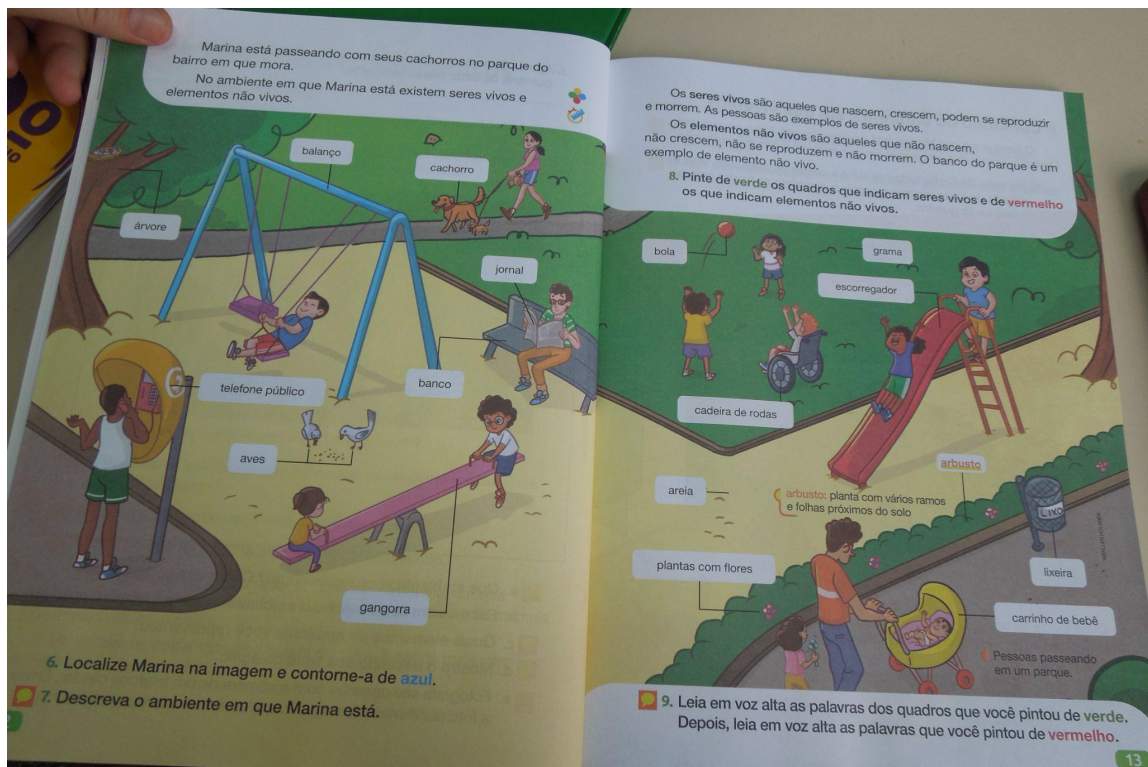 Marina está passeando com seus cachorros no parque do
bairro em que mora.
No ambiente em que Marina está existem seres vivos e
elementos não vivos.
balanço
cachorro
árvore
jornal
telefone público
banco
aves
gangorra
6. Localize Marina na imagem e contorne-a de azul.
7. Descreva o ambiente em que Marina está.
Os seres vivos são aqueles que nascem, crescem, podem se reproduzir
e morrem. As pessoas são exemplos de seres vivos.
Os elementos não vivos são aqueles que não nascem,
não crescem, não se reproduzem e não morrem. O banco do parque é um
exemplo de elemento não vivo.
8. Pinte de verde os quadros que indicam seres vivos e de vermelho
os que indicam elementos não vivos.
bola
grama
escorregador
cadeira de rodas
arbusto
areia
arbusto: planta com vários ramos
e folhas próximos do solo
LIXO
plantas com flores
lixeira
carrinho de bebê
Pessoas passeando
em um parque.
9. Leia em voz alta as palavras dos quadros que você pintou de verde.
Depois, leia em voz alta as palavras que você pintou de vermelho.
13